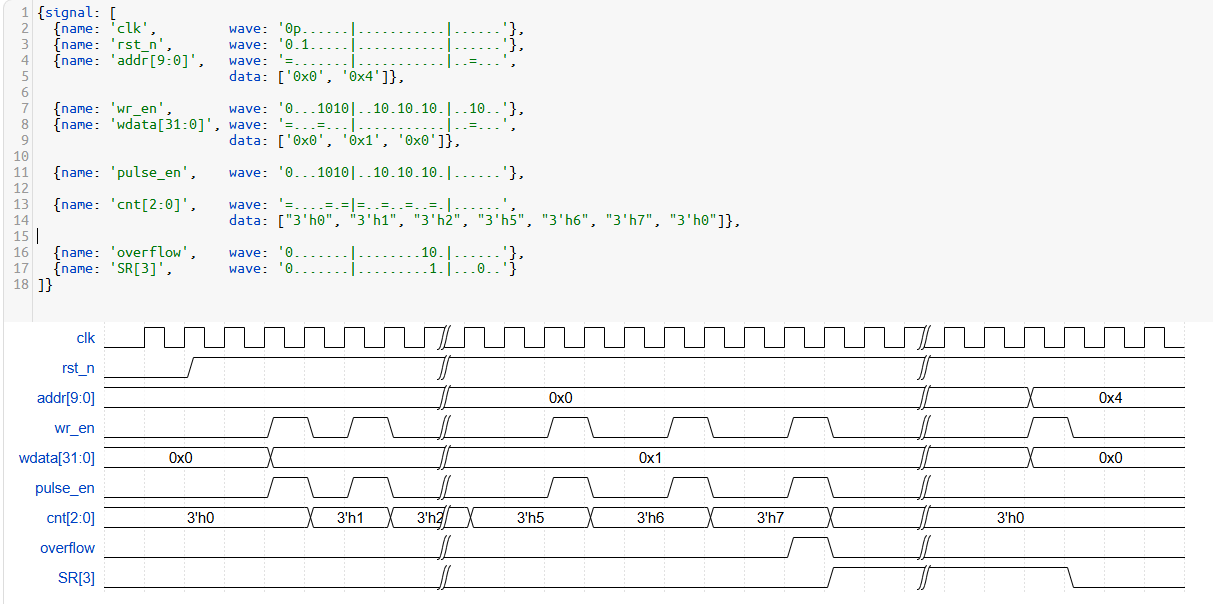 1 {signal: [
2   {name: 'clk',         wave: '0p......|...........|......'},
3   {name: 'rst_n',       wave: '0.1.....|...........|......'},
4   {name: 'addr[9:0]',   wave: '=.......|...........|..=...',
5                         data: ['0x0', '0x4']},
6
7   {name: 'wr_en',       wave: '0...1010|..10.10.10.|..10..'},
8   {name: 'wdata[31:0]', wave: '=...=...|...........|..=...',
9                         data: ['0x0', '0x1', '0x0']},
10
11   {name: 'pulse_en',    wave: '0...1010|..10.10.10.|......'},
12
13   {name: 'cnt[2:0]',    wave: '=....=.=|=..=..=..=.|......',
14                         data: ["3'h0", "3'h1", "3'h2", "3'h5", "3'h6", "3'h7", "3'h0"]},
15
16   {name: 'overflow',    wave: '0.......|........10.|......'},
17   {name: 'SR[3]',       wave: '0.......|.........1.|...0..'}
18 ]}
clk
rst_n
addr[9:0] 0x0 0x4
wr_en
wdata[31:0] 0x0 0x1 0x0
pulse_en
cnt[2:0] 3'h0 3'h1 3'h2 3'h5 3'h6 3'h7 3'h0
overflow
SR[3]